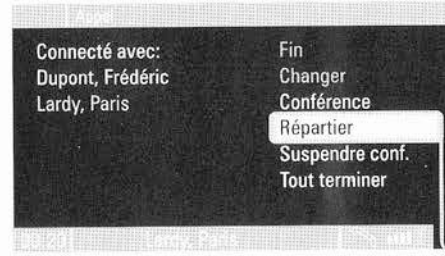 Appel
Connecté avec:
Dupont, Frédéric
Lardy, Paris
Fin
Changer
Conférence
Répartier
Suspendre conf.
Tout terminer
Lardy, Paris